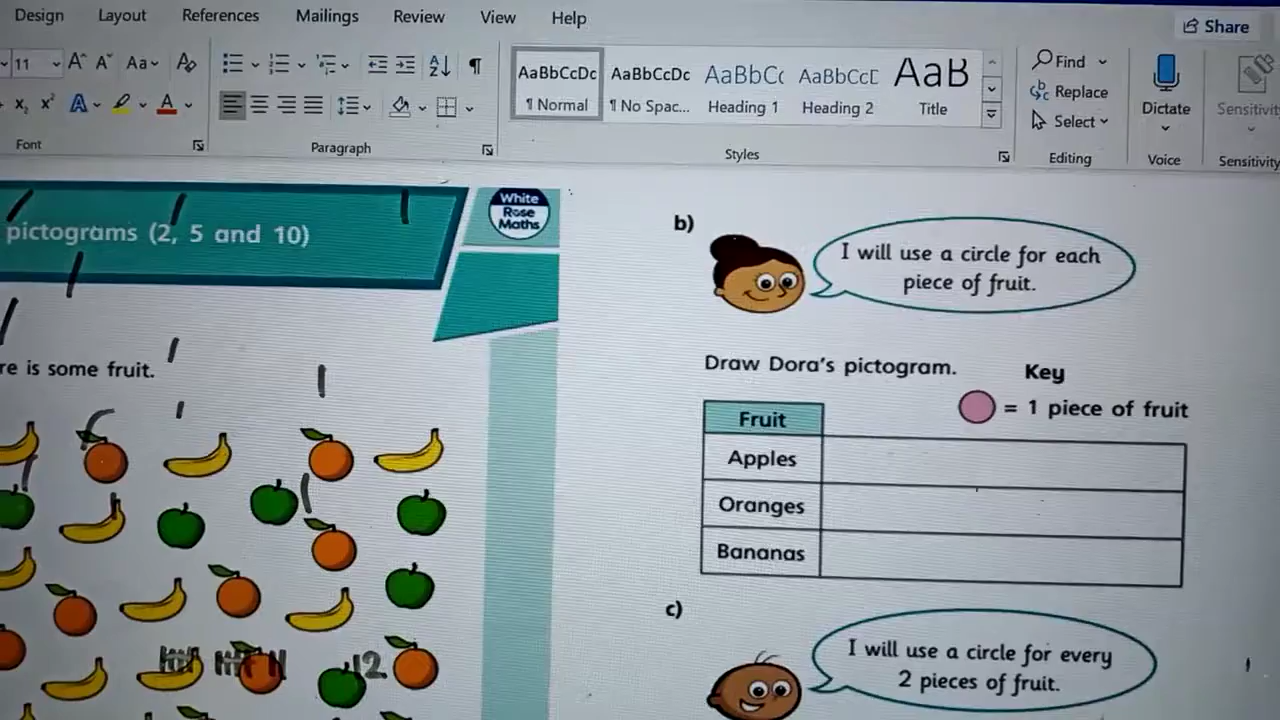 Design Layout References Mailings Review View Help
Share
11 Aa
AaBbCcDc AaBbCcDc AaBbCc AaBbCcD AaB
¶ Normal ¶ No Spac... Heading 1 Heading 2 Title
Find
Replace
Select
Dictate
Sensitivit
Font Paragraph Styles Editing Voice Sensitivity
pictograms (2, 5 and 10)
White
Rose
Maths
re is some fruit.
12
b)
I will use a circle for each
piece of fruit.
Draw Dora's pictogram.
Key
= 1 piece of fruit
Fruit
Apples
Oranges
Bananas
c)
I will use a circle for every
2 pieces of fruit.